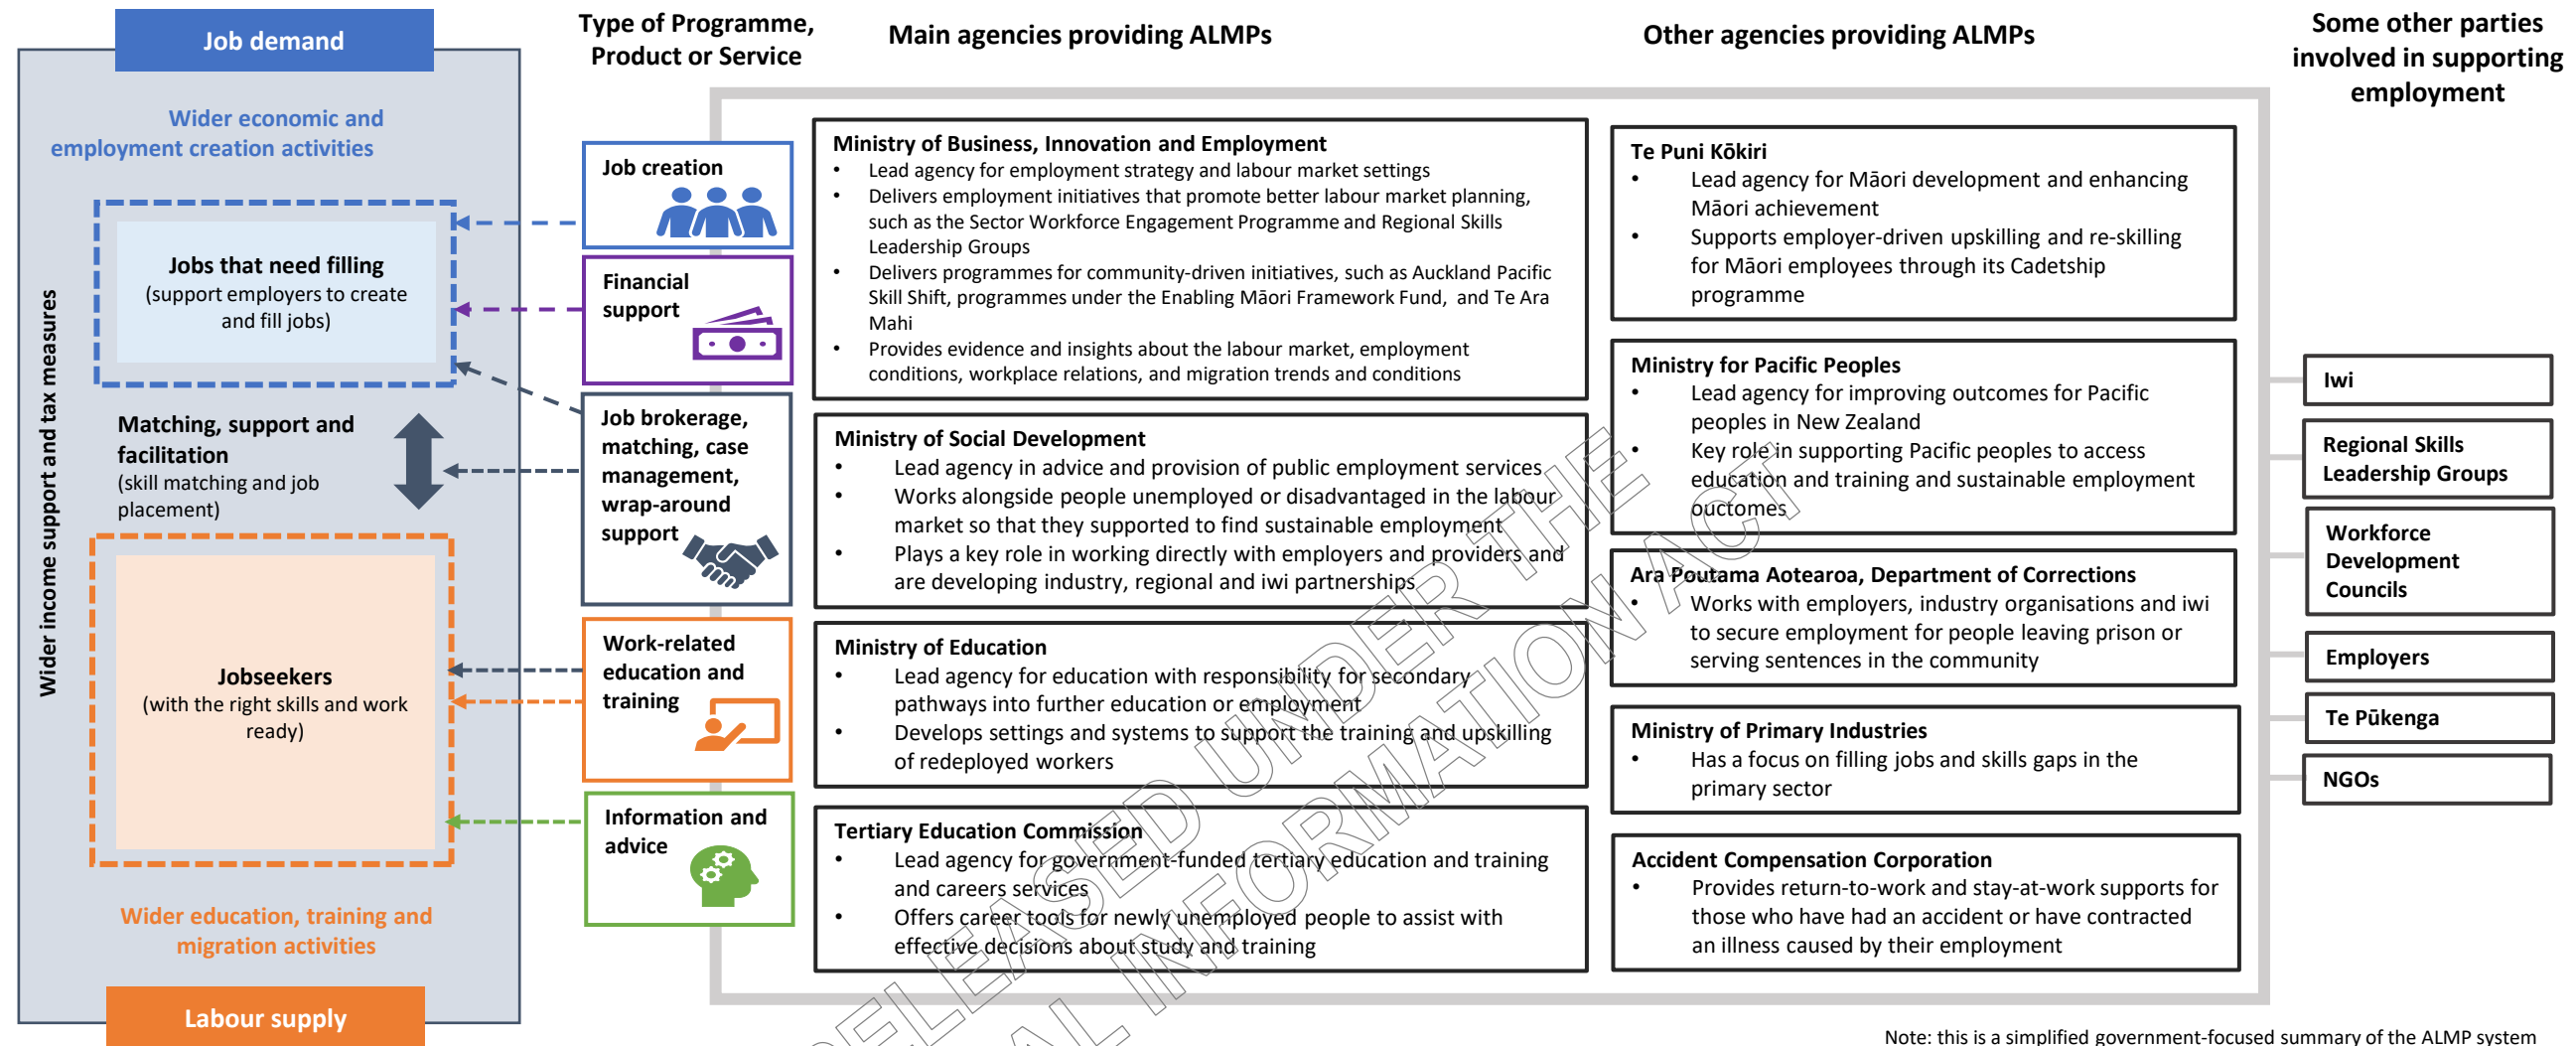 Job demand
Wider economic and
employment creation activities
Jobs that need filling
(support employers to create
and fill jobs)
Wider income support and tax measures
Matching, support and
facilitation
(skill matching and job
placement)
Jobseekers
(with the right skills and work
ready)
Wider education, training and
migration activities
Labour supply
Type of Programme,
Product or Service
Job creation
Financial
support
Job brokerage,
matching, case
management,
wrap-around
support
Work-related
education and
training
Information and
advice
Main agencies providing ALMPs
Ministry of Business, Innovation and Employment
• Lead agency for employment strategy and labour market settings
• Delivers employment initiatives that promote better labour market planning,
such as the Sector Workforce Engagement Programme and Regional Skills
Leadership Groups
• Delivers programmes for community-driven initiatives, such as Auckland Pacific
Skill Shift, programmes under the Enabling Māori Framework Fund, and Te Ara
Mahi
• Provides evidence and insights about the labour market, employment
conditions, workplace relations, and migration trends and conditions
Ministry of Social Development
• Lead agency in advice and provision of public employment services
• Works alongside people unemployed or disadvantaged in the labour
market so that they supported to find sustainable employment
• Plays a key role in working directly with employers and providers and
are developing industry, regional and iwi partnerships
Ministry of Education
• Lead agency for education with responsibility for secondary
pathways into further education or employment
• Develops settings and systems to support the training and upskilling
of redeployed workers
Tertiary Education Commission
• Lead agency for government-funded tertiary education and training
and careers services
• Offers career tools for newly unemployed people to assist with
effective decisions about study and training
Other agencies providing ALMPs
Te Puni Kōkiri
• Lead agency for Māori development and enhancing
Māori achievement
• Supports employer-driven upskilling and re-skilling
for Māori employees through its Cadetship
programme
Ministry for Pacific Peoples
• Lead agency for improving outcomes for Pacific
peoples in New Zealand
• Key role in supporting Pacific peoples to access
education and training and sustainable employment
ouctomes
Ara Poutama Aotearoa, Department of Corrections
• Works with employers, industry organisations and iwi
to secure employment for people leaving prison or
serving sentences in the community
Ministry of Primary Industries
• Has a focus on filling jobs and skills gaps in the
primary sector
Accident Compensation Corporation
• Provides return-to-work and stay-at-work supports for
those who have had an accident or have contracted
an illness caused by their employment
Some other parties
involved in supporting
employment
Iwi
Regional Skills
Leadership Groups
Workforce
Development
Councils
Employers
Te Pūkenga
NGOs
Note: this is a simplified government-focused summary of the ALMP system
RELEASED UNDER THE
INFORMATION ACT